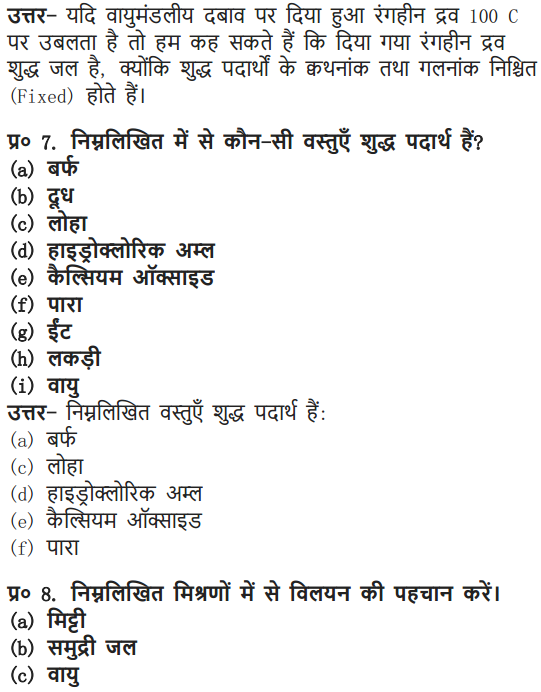 उत्तर- यदि वायुमंडलीय दबाव पर दिया हुआ रंगहीन द्रव 100 C
पर उबलता है तो हम कह सकते हैं कि दिया गया रंगहीन द्रव
शुद्ध जल है, क्योंकि शुद्ध पदार्थों के क्वथनांक तथा गलनांक निश्चित
(Fixed) होते हैं।
प्र० 7. निम्नलिखित में से कौन-सी वस्तुएँ शुद्ध पदार्थ हैं?
(a) बर्फ
(b) दूध
(c) लोहा
(d) हाइड्रोक्लोरिक अम्ल
(e) कैल्सियम ऑक्साइड
(f) पारा
(g) ईंट
(h) लकड़ी
(i) वायु
उत्तर- निम्नलिखित वस्तुएँ शुद्ध पदार्थ हैं:
(a) बर्फ
(c) लोहा
(d) हाइड्रोक्लोरिक अम्ल
(e) कैल्सियम ऑक्साइड
(f) पारा
प्र० 8. निम्नलिखित मिश्रणों में से विलयन की पहचान करें।
(a) मिट्टी
(b) समुद्री जल
(c) वायु